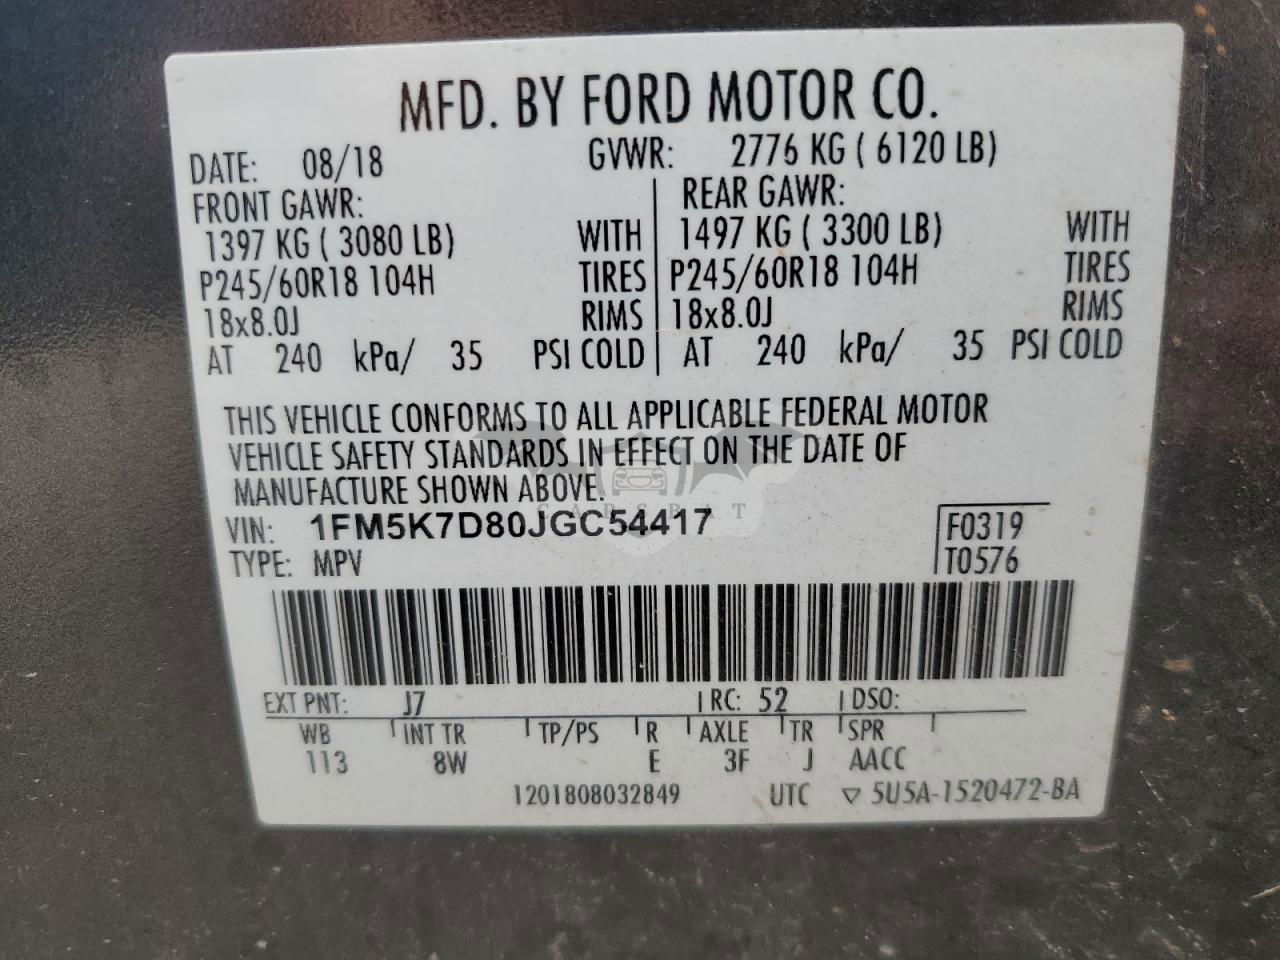 MFD. BY FORD MOTOR CO.
DATE: 08/18 GVWR: 2776 KG ( 6120 LB)
FRONT GAWR: REAR GAWR:
1397 KG ( 3080 LB) WITH 1497 KG ( 3300 LB) WITH
P245/60R18 104H TIRES P245/60R18 104H TIRES
18x8.0J RIMS 18x8.0J RIMS
AT 240 kPa/ 35 PSI COLD AT 240 kPa/ 35 PSI COLD
THIS VEHICLE CONFORMS TO ALL APPLICABLE FEDERAL MOTOR
VEHICLE SAFETY STANDARDS IN EFFECT ON THE DATE OF
MANUFACTURE SHOWN ABOVE.
VIN: 1FM5K7D80JGC54417 F0319
TYPE: MPV T0576
EXT PNT: J7 RC: 52 DSO:
WB INT TR TP/PS R AXLE TR SPR
113 8W E 3F J AACC
1201808032849 UTC ▽ 5U5A-1520472-BA